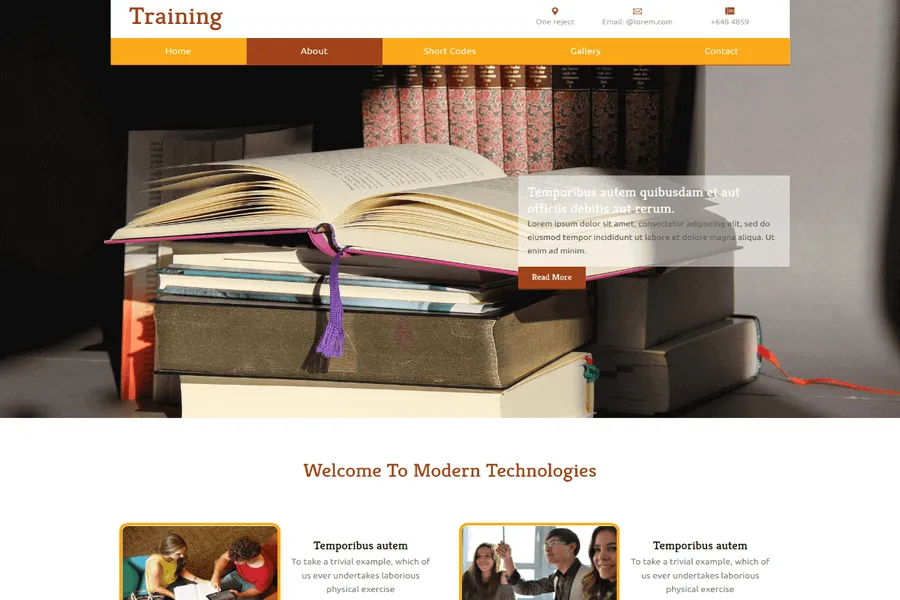 Training
One reject
Email: @lorem.com
+648 4859
Home
About
Short Codes
Gallery
Contact
Temporibus autem quibusdam et aut
officiis debitis aut rerum.
Lorem ipsum dolor sit amet, consectetur adipiscing elit, sed do
eiusmod tempor incididunt ut labore et dolore magna aliqua. Ut
enim ad minim.
Read More
Welcome To Modern Technologies
Temporibus autem
To take a trivial example, which of
us ever undertakes laborious
physical exercise
Temporibus autem
To take a trivial example, which of
us ever undertakes laborious
physical exercise